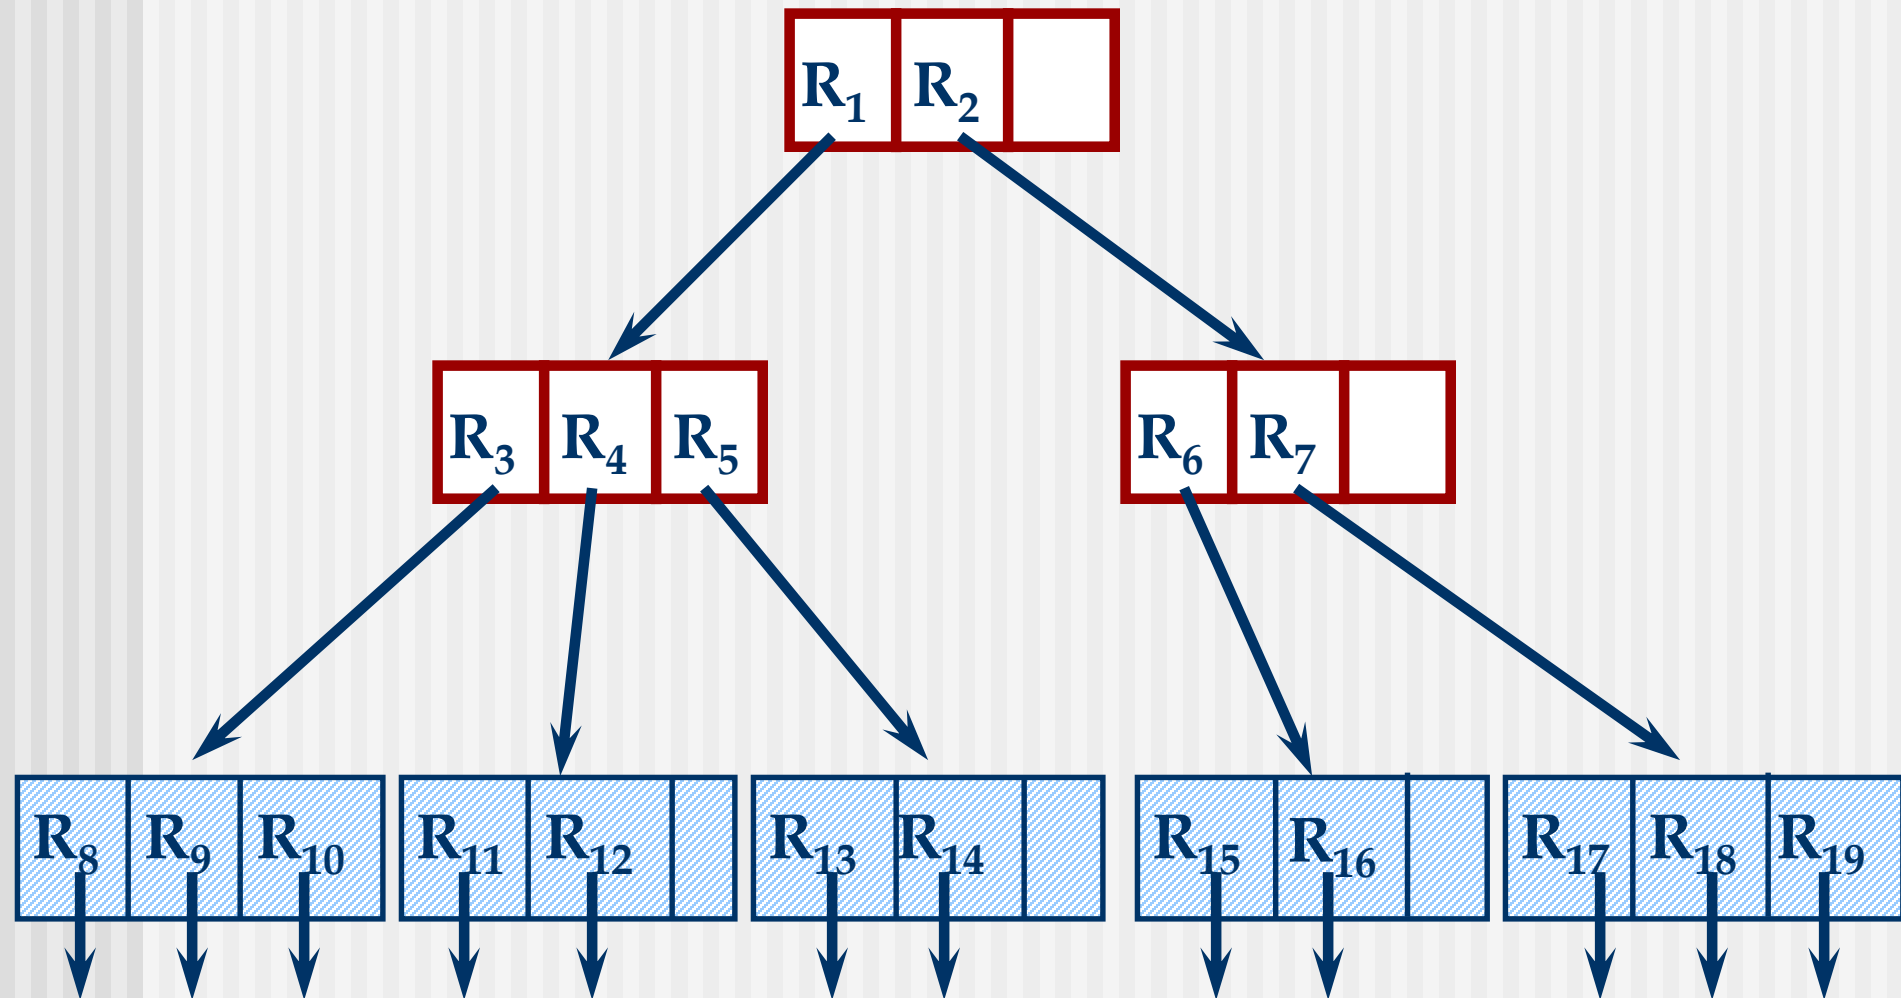 R₁ R₂
R₃ R₄ R₅ R₆ R₇
R₈ R₉ R₁₀ R₁₁ R₁₂ R₁₃ R₁₄ R₁₅ R₁₆ R₁₇ R₁₈ R₁₉